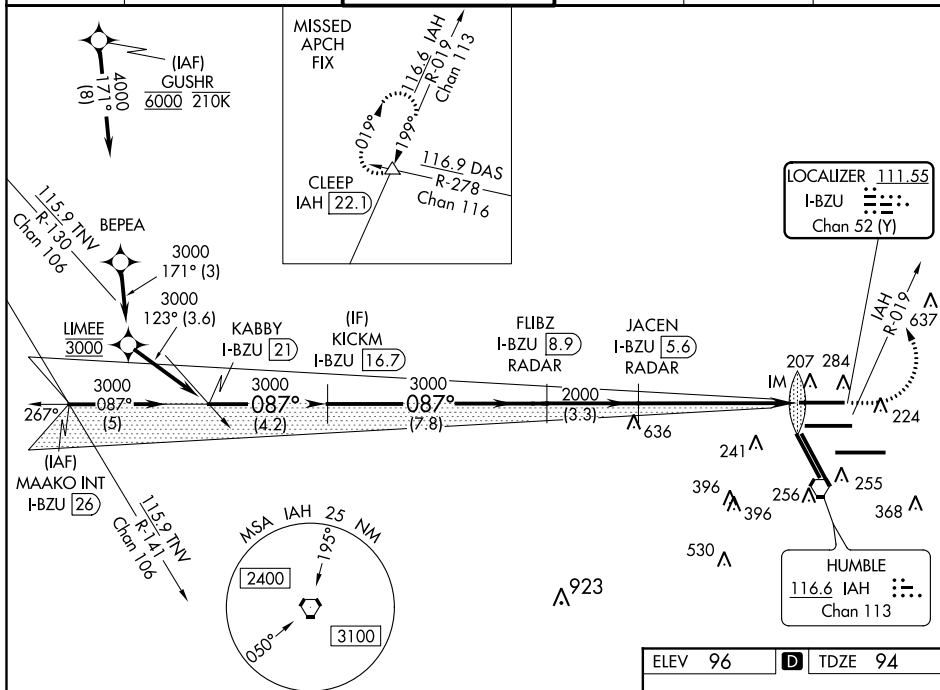 (IAF)
GUSHR
6000 210K
4000
171°
(8)
MISSED
APCH
FIX
116.6 IAH
R-019
Chan 113
019°
199°
116.9 DAS
R-278
Chan 116
CLEEP
IAH 22.1
LOCALIZER 111.55
I-BZU
Chan 52 (Y)
115.9 TNV
R-130
Chan 106
BEPEA
3000
171° (3)
3000
123° (3.6)
LIMEE
3000
KABBY
I-BZU 21
(IF)
KICKM
I-BZU 16.7
FLIBZ
I-BZU 8.9
RADAR
JACEN
I-BZU 5.6
RADAR
IAH
R-019
637
IM
207
284
224
267°
3000
087°
(5)
3000
087°
(4.2)
3000
087°
(7.8)
2000
(3.3)
636
241
(IAF)
MAAKO INT
I-BZU 26
115.9 TNV
R-141
Chan 106
396
396
256
255
368
530
MSA IAH 25 NM
195°
2400
050°
3100
923
HUMBLE
116.6 IAH
Chan 113
ELEV 96 D TDZE 94